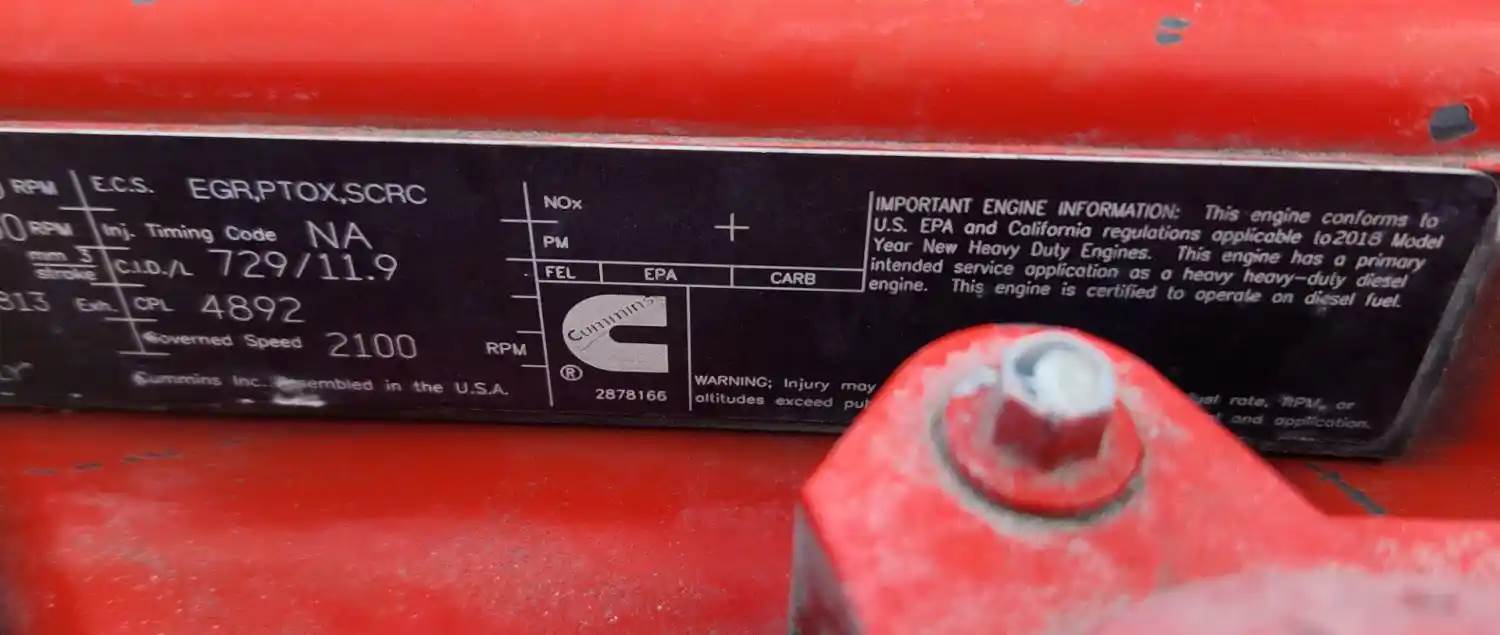 RPM E.C.S. EGR,PTOX,SCRC
0 RPM Inj. Timing Code NA
mm 3
stroke C.I.D./L 729/11.9
813 Exh. CPL 4892
Governed Speed 2100 RPM
Cummins Inc. Assembled in the U.S.A.
NOx
PM
FEL EPA CARB
Cummins
®
2878166
IMPORTANT ENGINE INFORMATION: This engine conforms to
U.S. EPA and California regulations applicable to 2018 Model
Year New Heavy Duty Engines. This engine has a primary
intended service application as a heavy heavy-duty diesel
engine. This engine is certified to operate on diesel fuel.
WARNING; Injury may rate, RPM, or
altitudes exceed and application.